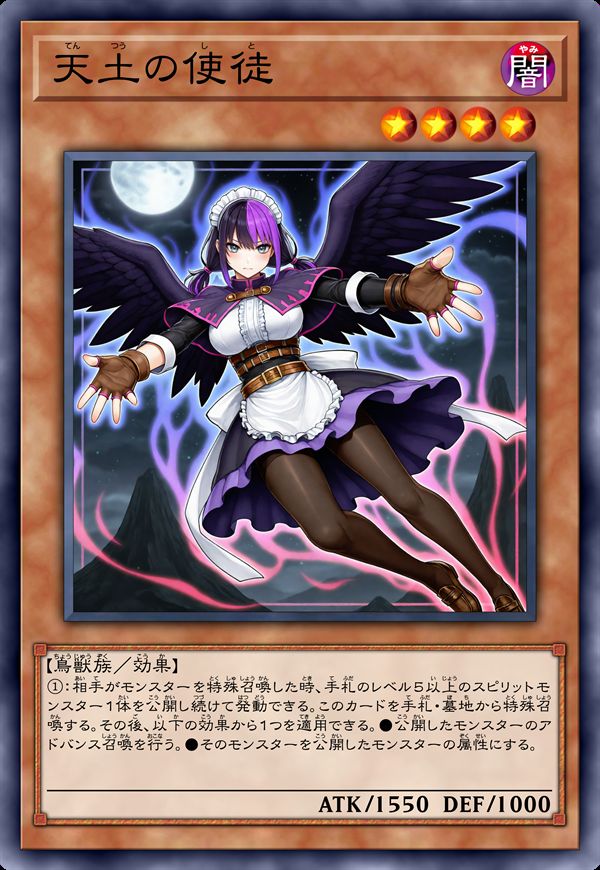 天土の使徒
闇
【鳥獣族/効果】
①:相手がモンスターを特殊召喚した時、手札のレベル5以上のスピリットモ
ンスター1体を公開し続けて発動できる。このカードを手札・墓地から特殊召
喚する。その後、以下の効果から1つを適用できる。●公開したモンスターのア
ドバンス召喚を行う。●そのモンスターを公開したモンスターの属性にする。
ATK/1550 DEF/1000